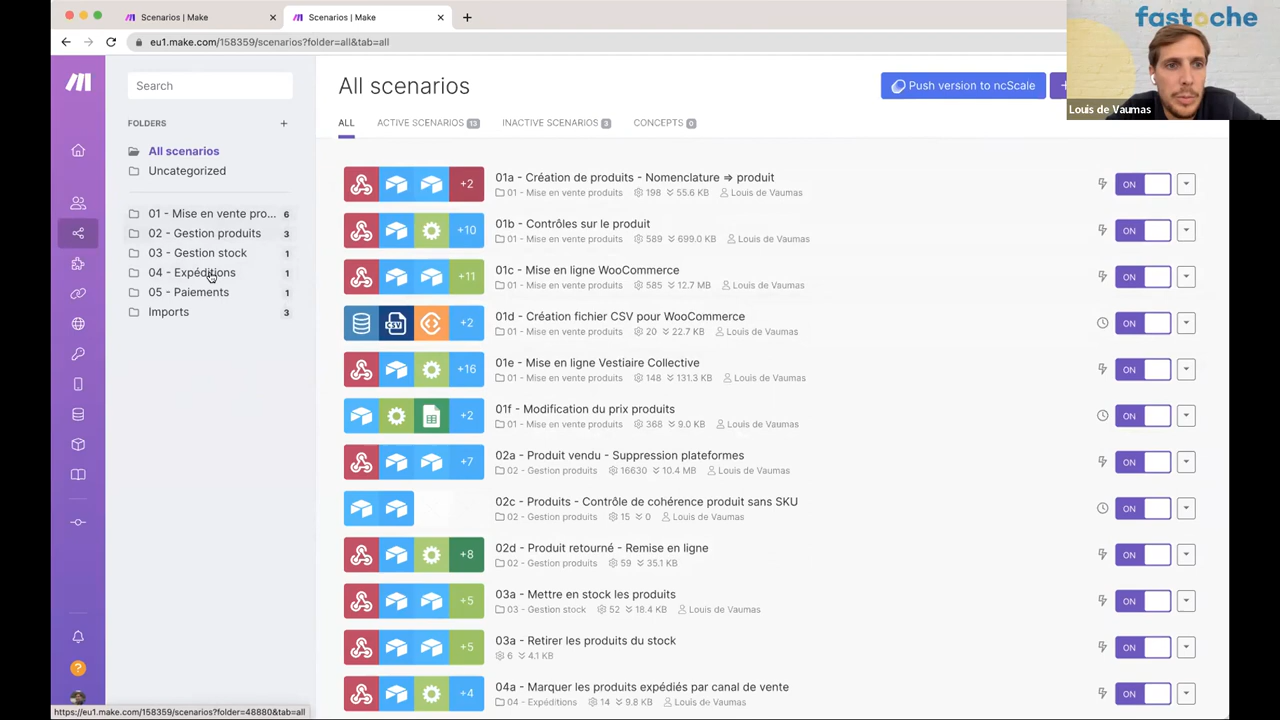 Scenarios | Make
Scenarios | Make
eu1.make.com/158359/scenarios?folder=all&tab=all
fastoche
Louis de Vaumas
Search
FOLDERS
All scenarios
Uncategorized
01 - Mise en vente pro... 6
02 - Gestion produits 3
03 - Gestion stock 1
04 - Expéditions 1
05 - Paiements 1
Imports 3
All scenarios
Push version to ncScale
ALL ACTIVE SCENARIOS 13 INACTIVE SCENARIOS 3 CONCEPTS 0
+2 01a - Création de produits - Nomenclature => produit ON
01 - Mise en vente produits 198 55.6 KB Louis de Vaumas
+10 01b - Contrôles sur le produit ON
01 - Mise en vente produits 589 699.0 KB Louis de Vaumas
+11 01c - Mise en ligne WooCommerce ON
01 - Mise en vente produits 585 12.7 MB Louis de Vaumas
CSV +2 01d - Création fichier CSV pour WooCommerce ON
01 - Mise en vente produits 20 22.7 KB Louis de Vaumas
+16 01e - Mise en ligne Vestiaire Collective ON
01 - Mise en vente produits 148 131.3 KB Louis de Vaumas
+2 01f - Modification du prix produits ON
01 - Mise en vente produits 368 9.0 KB Louis de Vaumas
+7 02a - Produit vendu - Suppression plateformes ON
02 - Gestion produits 16630 10.4 MB Louis de Vaumas
02c - Produits - Contrôle de cohérence produit sans SKU ON
02 - Gestion produits 15 0 Louis de Vaumas
+8 02d - Produit retourné - Remise en ligne ON
02 - Gestion produits 59 35.1 KB
+5 03a - Mettre en stock les produits ON
03 - Gestion stock 52 18.4 KB Louis de Vaumas
+5 03a - Retirer les produits du stock ON
6 4.1 KB
+4 04a - Marquer les produits expédiés par canal de vente ON
04 - Expéditions 14 9.8 KB Louis de Vaumas
https://eu1.make.com/158359/scenarios?folder=48880&tab=all